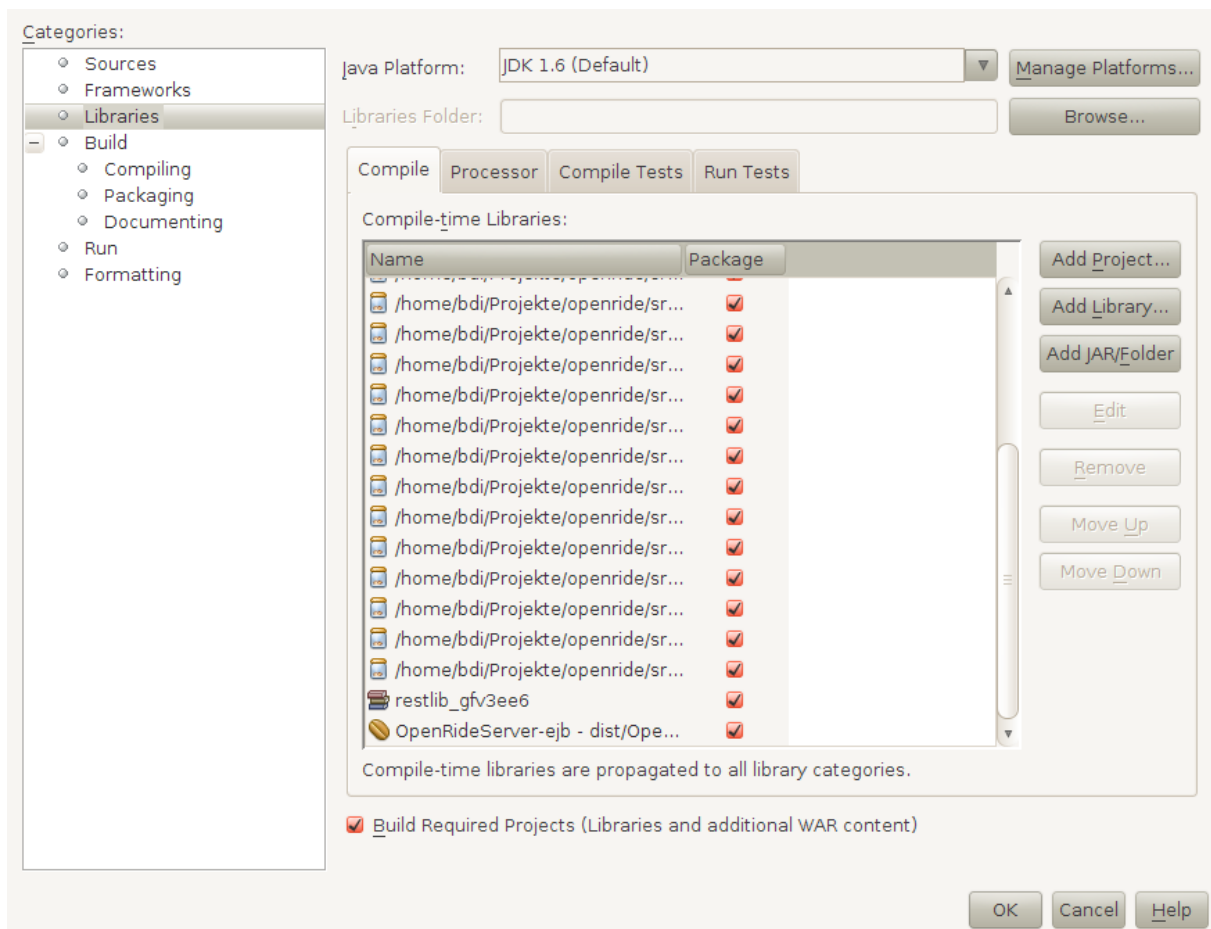 Categories:
Sources
Frameworks
Libraries
Build
Compiling
Packaging
Documenting
Run
Formatting
Java Platform: JDK 1.6 (Default) Manage Platforms...
Libraries Folder: Browse...
Compile Processor Compile Tests Run Tests
Compile-time Libraries:
Name Package
/home/bdi/Projekte/openride/sr...
/home/bdi/Projekte/openride/sr...
/home/bdi/Projekte/openride/sr...
/home/bdi/Projekte/openride/sr...
/home/bdi/Projekte/openride/sr...
/home/bdi/Projekte/openride/sr...
/home/bdi/Projekte/openride/sr...
/home/bdi/Projekte/openride/sr...
/home/bdi/Projekte/openride/sr...
/home/bdi/Projekte/openride/sr...
/home/bdi/Projekte/openride/sr...
/home/bdi/Projekte/openride/sr...
/home/bdi/Projekte/openride/sr...
restlib_gfv3ee6
OpenRideServer-ejb - dist/Ope...
Add Project...
Add Library...
Add JAR/Folder
Edit
Remove
Move Up
Move Down
Compile-time libraries are propagated to all library categories.
Build Required Projects (Libraries and additional WAR content)
OK Cancel Help